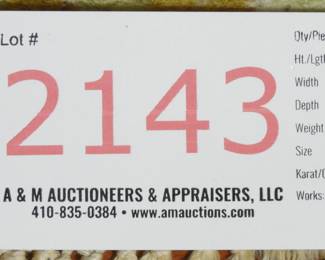 Lot #
2143
A & M AUCTIONEERS & APPRAISERS, LLC
410-835-0384 • www.amauctions.com
Qty/Pie
Ht./Lgt
Width
Depth
Weight
Size
Karat/
Works: